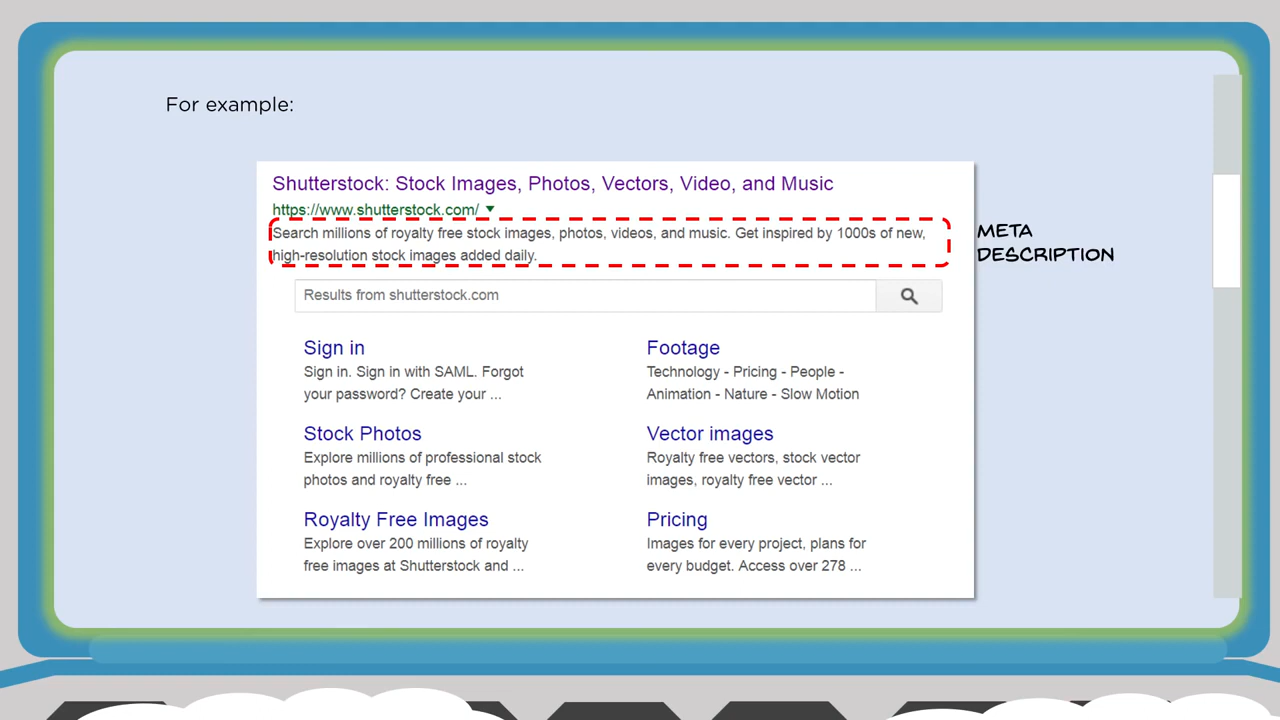 For example:
Shutterstock: Stock Images, Photos, Vectors, Video, and Music
https://www.shutterstock.com/
Search millions of royalty free stock images, photos, videos, and music. Get inspired by 1000s of new,
high-resolution stock images added daily.
META
DESCRIPTION
Results from shutterstock.com
Sign in
Sign in. Sign in with SAML. Forgot
your password? Create your ...
Footage
Technology - Pricing - People -
Animation - Nature - Slow Motion
Stock Photos
Explore millions of professional stock
photos and royalty free ...
Vector images
Royalty free vectors, stock vector
images, royalty free vector ...
Royalty Free Images
Explore over 200 millions of royalty
free images at Shutterstock and ...
Pricing
Images for every project, plans for
every budget. Access over 278 ...